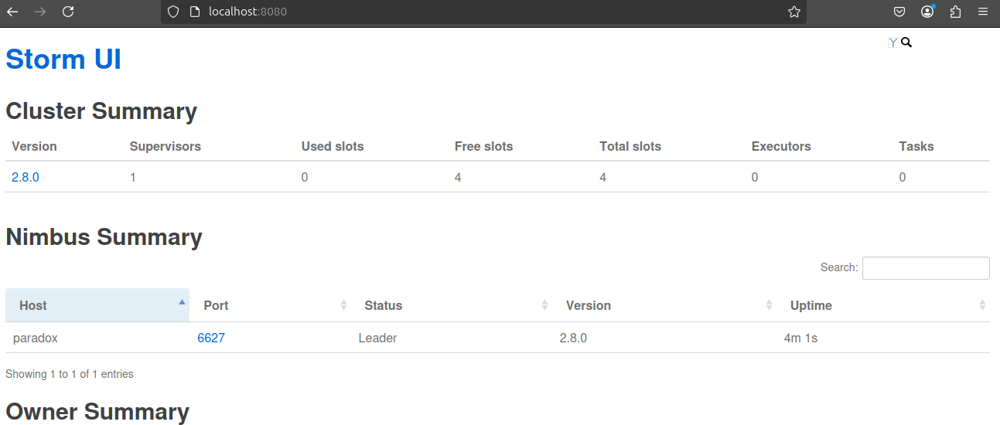 localhost:8080
Storm UI
Cluster Summary
Version Supervisors Used slots Free slots Total slots Executors Tasks
2.8.0 1 0 4 4 0 0
Nimbus Summary
Search:
Host Port Status Version Uptime
paradox 6627 Leader 2.8.0 4m 1s
Showing 1 to 1 of 1 entries
Owner Summary